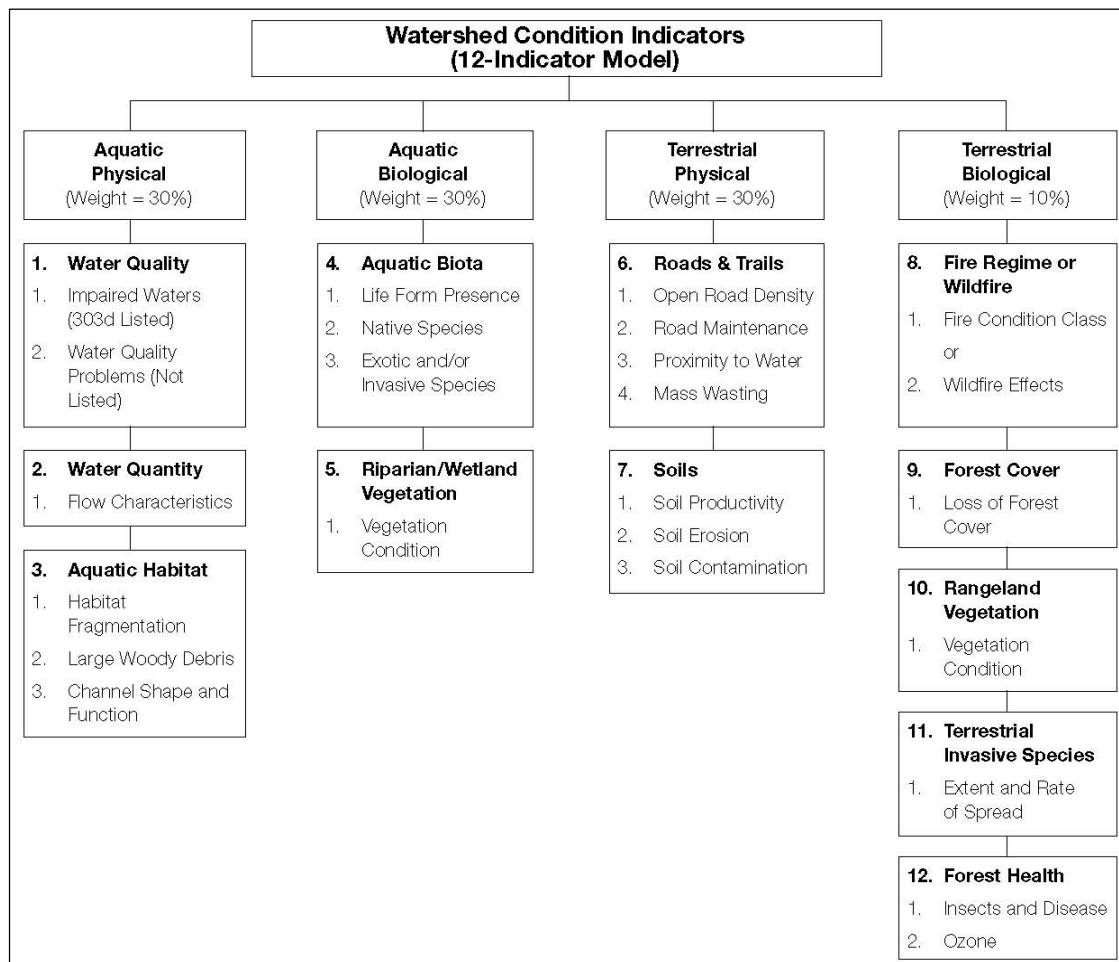 Watershed Condition Indicators
(12-Indicator Model)
Aquatic
Physical
(Weight = 30%)
1. Water Quality
1. Impaired Waters
(303d Listed)
2. Water Quality
Problems (Not
Listed)
2. Water Quantity
1. Flow Characteristics
3. Aquatic Habitat
1. Habitat
Fragmentation
2. Large Woody Debris
3. Channel Shape and
Function
Aquatic
Biological
(Weight = 30%)
4. Aquatic Biota
1. Life Form Presence
2. Native Species
3. Exotic and/or
Invasive Species
5. Riparian/Wetland
Vegetation
1. Vegetation
Condition
Terrestrial
Physical
(Weight = 30%)
6. Roads & Trails
1. Open Road Density
2. Road Maintenance
3. Proximity to Water
4. Mass Wasting
7. Soils
1. Soil Productivity
2. Soil Erosion
3. Soil Contamination
Terrestrial
Biological
(Weight = 10%)
8. Fire Regime or
Wildfire
1. Fire Condition Class
or
2. Wildfire Effects
9. Forest Cover
1. Loss of Forest
Cover
10. Rangeland
Vegetation
1. Vegetation
Condition
11. Terrestrial
Invasive Species
1. Extent and Rate
of Spread
12. Forest Health
1. Insects and Disease
2. Ozone